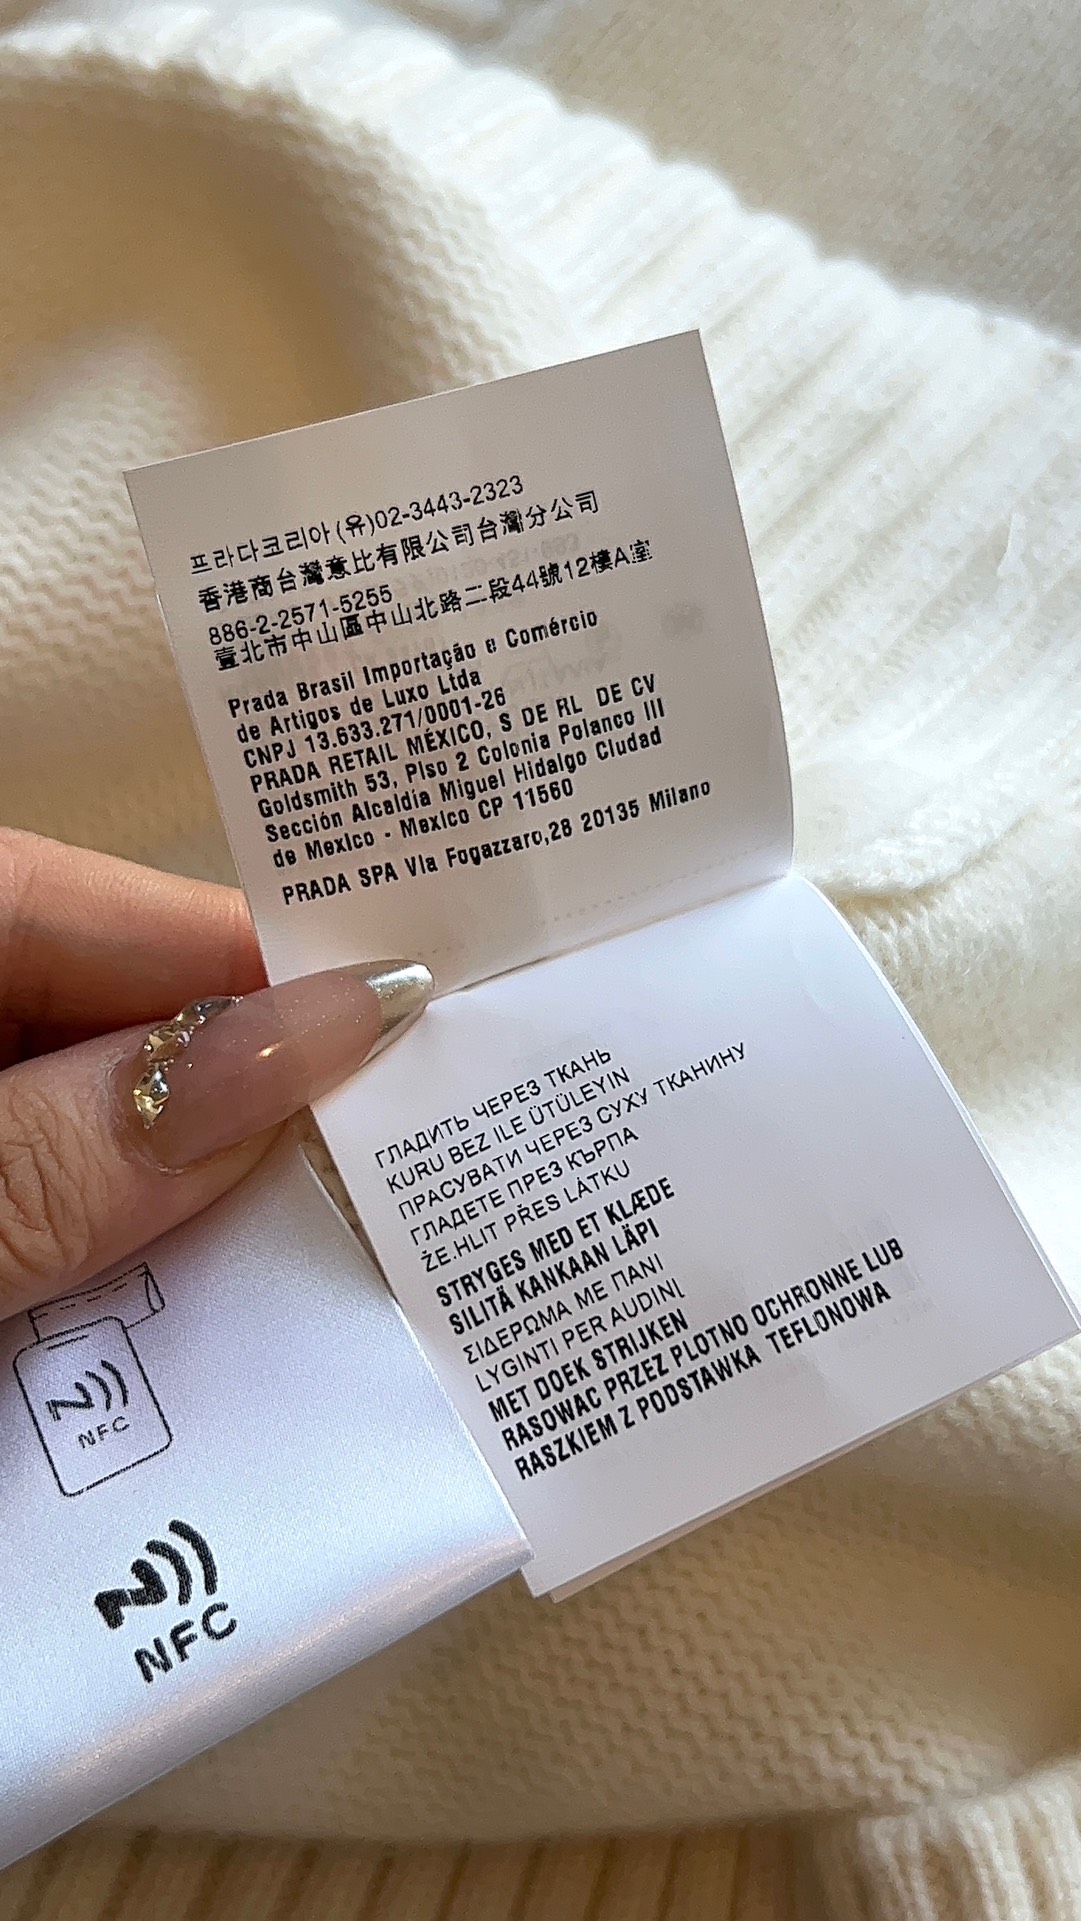 프라다코리아 (유)02-3443-2323
香港商台灣意比有限公司台灣分公司
886-2-2571-5255
臺北市中山區中山北路二段44號12樓A室
Prada Brasil Importação e Comércio
de Artigos de Luxo Ltda
CNPJ 13.633.271/0001-26
PRADA RETAIL MÉXICO, S DE RL DE CV
Goldsmith 53, Piso 2 Colonia Polanco III
Sección Alcaldía Miguel Hidalgo Ciudad
de Mexico - Mexico CP 11560
PRADA SPA Via Fogazzaro,28 20135 Milano
ГЛАДИТЬ ЧЕРЕЗ ТКАНЬ
KURU BEZ ILE ÜTÜLEYIN
ПРАСУВАТИ ЧЕРЕЗ СУХУ ТКАНИНУ
ГЛАДЕТЕ ПРЕЗ КЪРПА
ŽE.HLIT PŘES LÁTKU
STRYGES MED ET KLÆDE
SILITÄ KANKAAN LÄPI
ΣΙΔΕΡΩΜΑ ΜΕ ΠΑΝΙ
LYGINTI PER AUDINĮ
MET DOEK STRIJKEN
RASOWAC PRZEZ PLOTNO OCHRONNE LUB
RASZKIEM Z PODSTAWKA TEFLONOWA
NFC
NFC